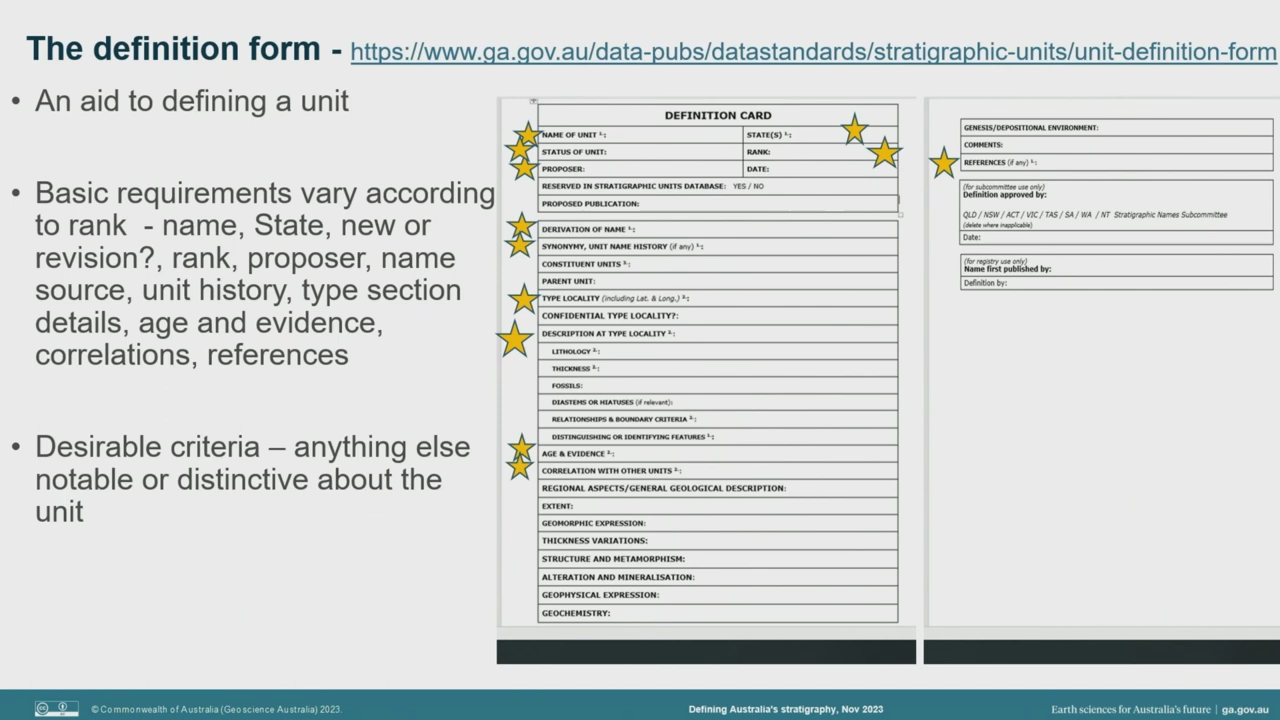 The definition form - https://www.ga.gov.au/data-pubs/datastandards/stratigraphic-units/unit-definition-form
• An aid to defining a unit
• Basic requirements vary according
to rank - name, State, new or
revision?, rank, proposer, name
source, unit history, type section
details, age and evidence,
correlations, references
• Desirable criteria – anything else
notable or distinctive about the
unit
DEFINITION CARD
NAME OF UNIT : STATE(S) :
STATUS OF UNIT: RANK:
PROPOSER: DATE:
RESERVED IN STRATIGRAPHIC UNITS DATABASE: YES / NO
PROPOSED PUBLICATION:
DERIVATION OF NAME :
SYNONYMY, UNIT NAME HISTORY (if any) :
CONSTITUENT UNITS :
PARENT UNIT:
TYPE LOCALITY (including Lat. & Long.) :
CONFIDENTIAL TYPE LOCALITY?:
DESCRIPTION AT TYPE LOCALITY :
LITHOLOGY :
THICKNESS :
FOSSILS:
DIASTEMS OR HIATUSES (if relevant):
RELATIONSHIPS & BOUNDARY CRITERIA :
DISTINGUISHING OR IDENTIFYING FEATURES :
AGE & EVIDENCE :
CORRELATION WITH OTHER UNITS :
REGIONAL ASPECTS/GENERAL GEOLOGICAL DESCRIPTION:
EXTENT:
GEOMORPHIC EXPRESSION:
THICKNESS VARIATIONS:
STRUCTURE AND METAMORPHISM:
ALTERATION AND MINERALISATION:
GEOPHYSICAL EXPRESSION:
GEOCHEMISTRY:
GENESIS/DEPOSITIONAL ENVIRONMENT:
COMMENTS:
REFERENCES (if any) :
(for subcommittee use only)
Definition approved by:
QLD / NSW / ACT / VIC / TAS / SA / WA / NT Stratigraphic Names Subcommittee
(delete where inapplicable)
Date:
(for registry use only)
Name first published by:
Definition by:
© Commonwealth of Australia (Geoscience Australia) 2023.
Defining Australia's stratigraphy, Nov 2023
Earth sciences for Australia's future | ga.gov.au